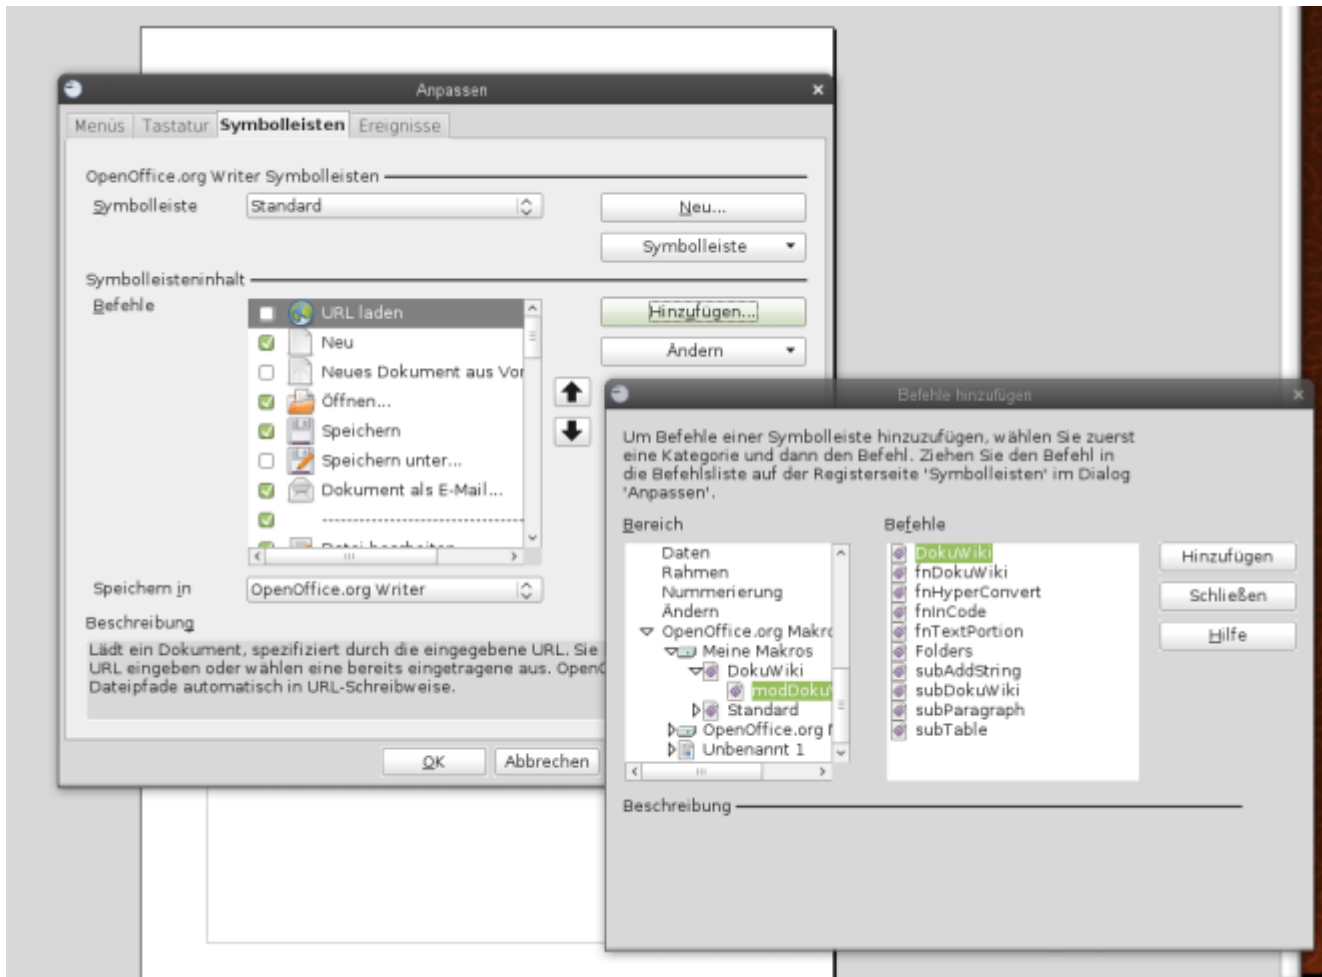 Anpassen
Menüs Tastatur Symbolleisten Ereignisse
OpenOffice.org Writer Symbolleisten
Symbolleiste Standard Neu...
Symbolleiste
Symbolleisteninhalt
Befehle
URL laden
Hinzufügen...
Neu
Ändern
Neues Dokument aus Vor
Öffnen...
Speichern
Speichern unter...
Dokument als E-Mail...
Datei bearbeiten
Speichern in OpenOffice.org Writer
Beschreibung
Lädt ein Dokument, spezifiziert durch die eingegebene URL. Sie
URL eingeben oder wählen eine bereits eingetragene aus. OpenO
Dateipfade automatisch in URL-Schreibweise.
OK Abbrechen
Befehle hinzufügen
Um Befehle einer Symbolleiste hinzuzufügen, wählen Sie zuerst
eine Kategorie und dann den Befehl. Ziehen Sie den Befehl in
die Befehlsliste auf der Registerseite 'Symbolleisten' im Dialog
'Anpassen'.
Bereich
Daten
Rahmen
Nummerierung
Ändern
OpenOffice.org Makro
Meine Makros
DokuWiki
modDokuW
Standard
OpenOffice.org M
Unbenannt 1
Befehle
DokuWiki
fnDokuWiki
fnHyperConvert
fnInCode
fnTextPortion
Folders
subAddString
subDokuWiki
subParagraph
subTable
Hinzufügen
Schließen
Hilfe
Beschreibung